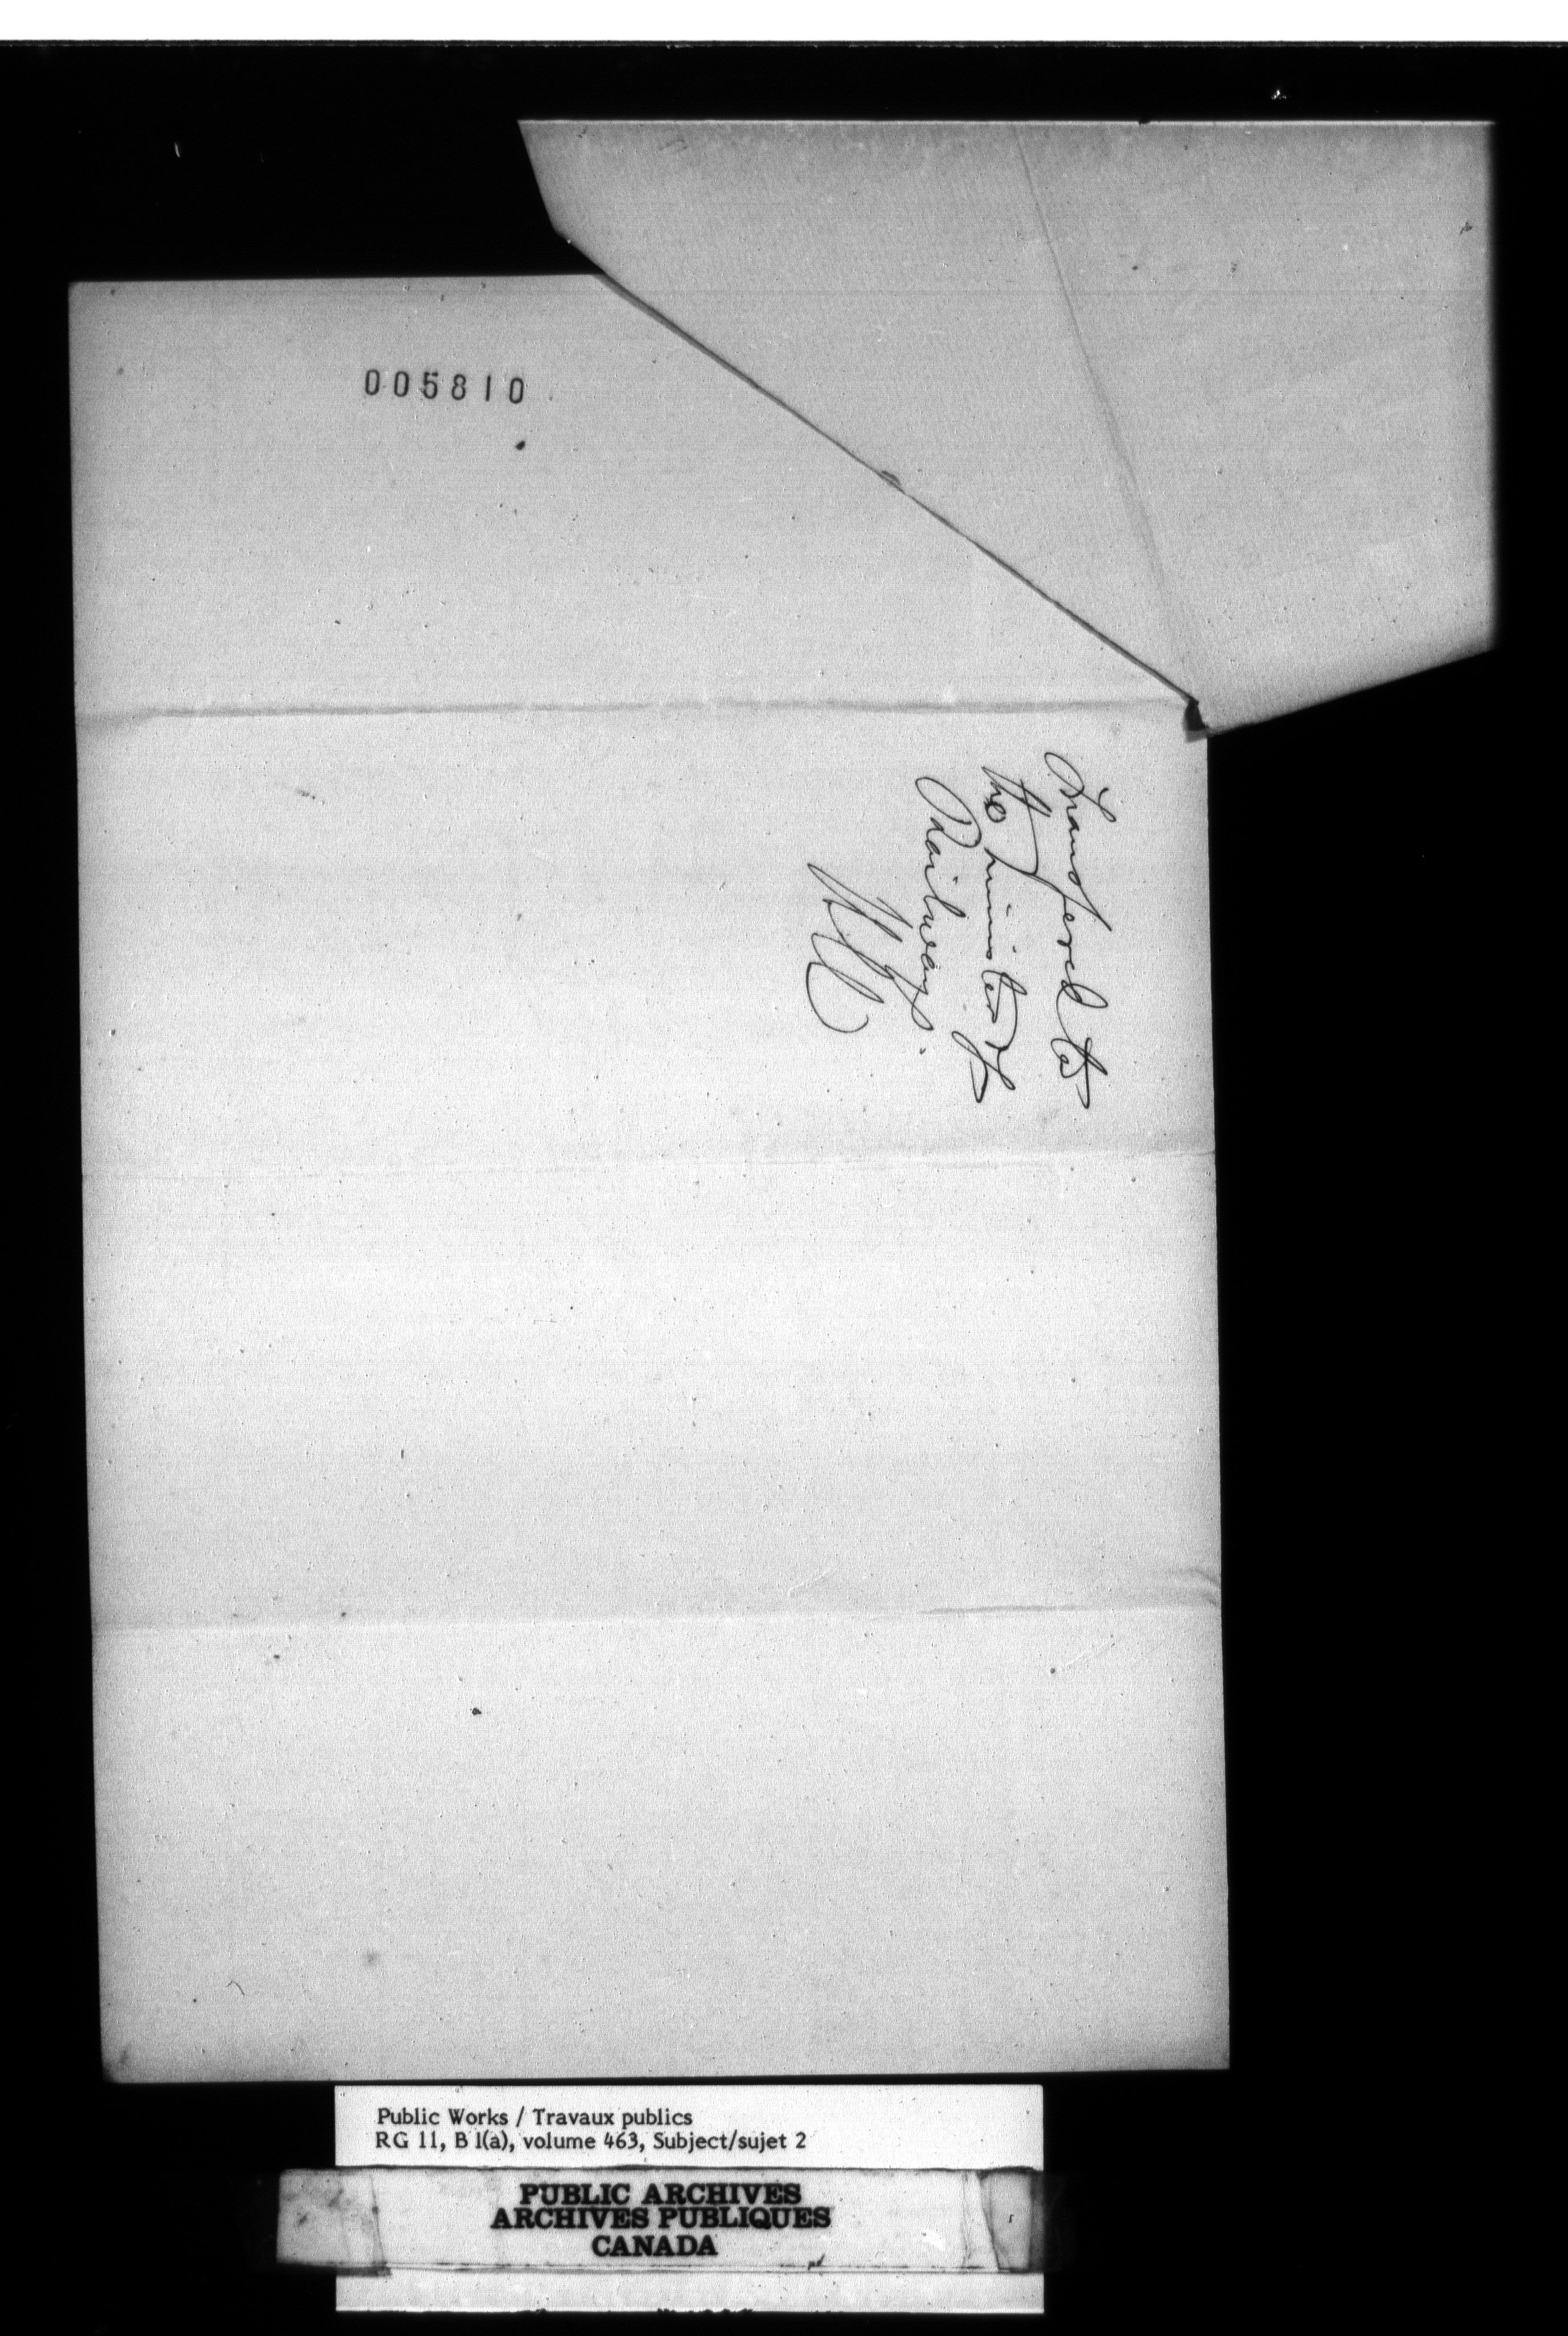 005810
Transfered to
the minister of
Railways.
Public Works / Travaux publics
RG 11, B 1(a), volume 463, Subject/sujet 2
PUBLIC ARCHIVES
ARCHIVES PUBLIQUES
CANADA